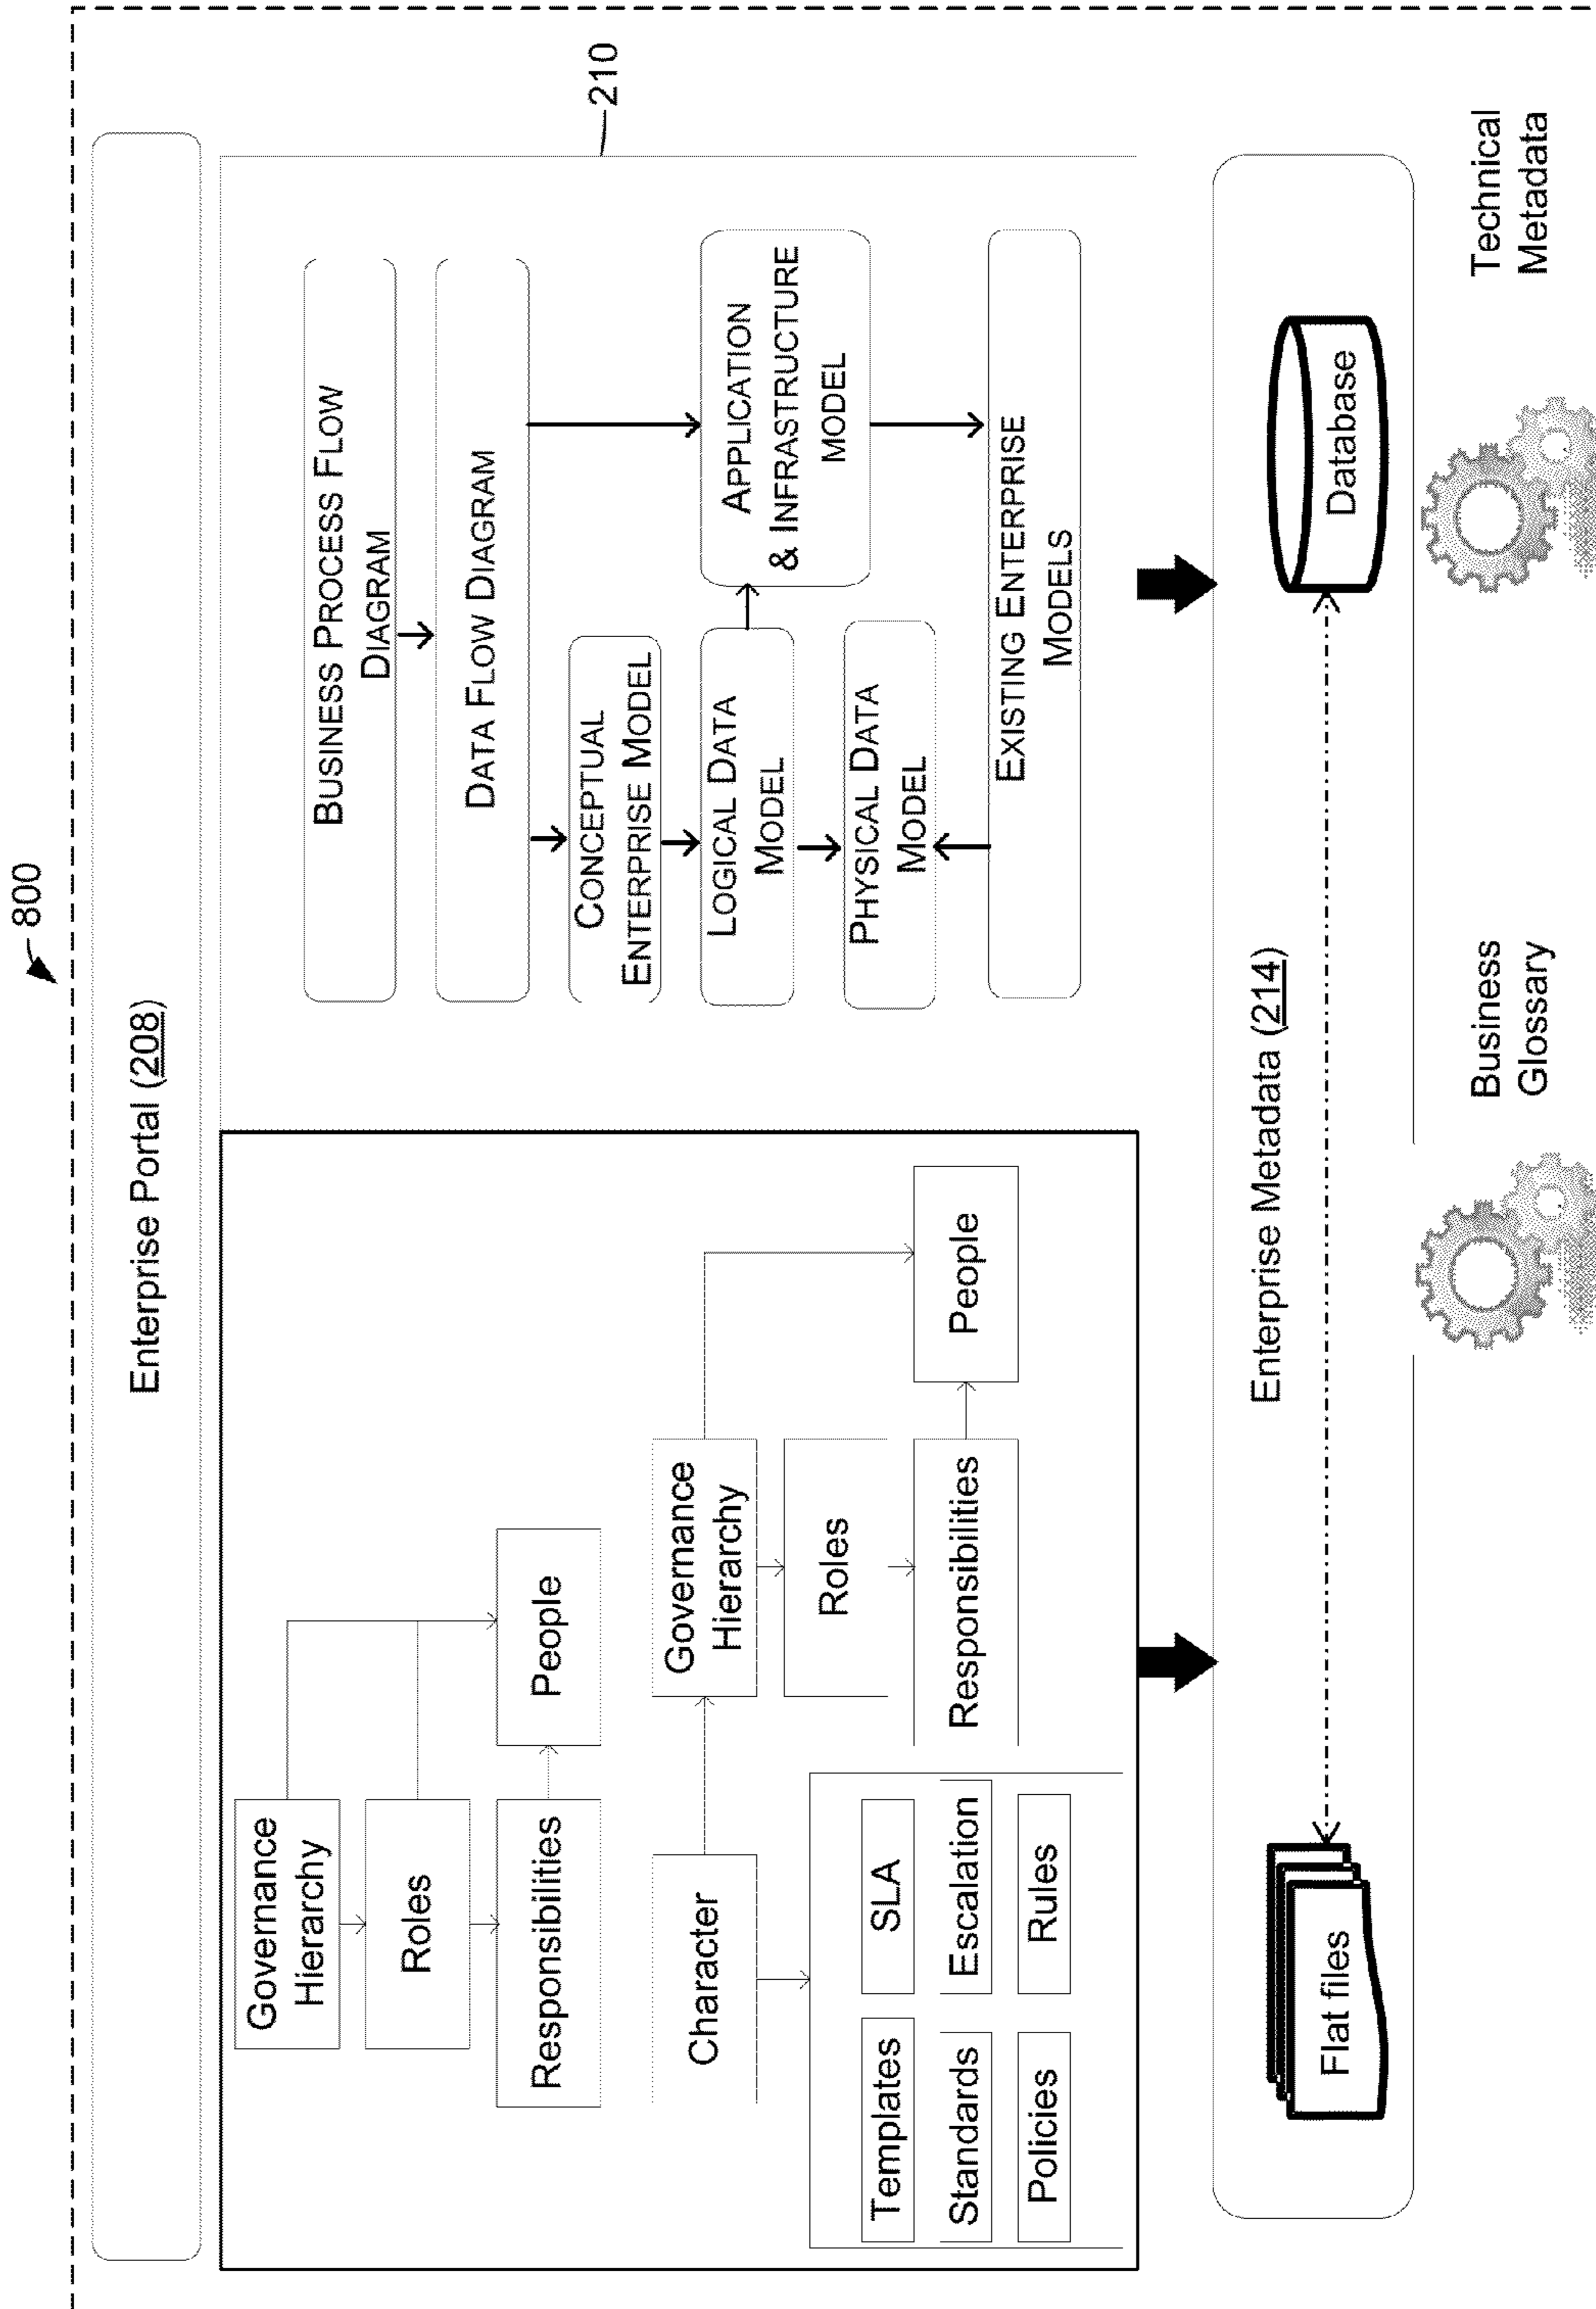 800
Enterprise Portal (208)
Governance
Hierarchy
Roles
Responsibilities
People
Character
Governance
Hierarchy
Roles
Responsibilities
People
Templates
SLA
Standards
Escalation
Policies
Rules
210
BUSINESS PROCESS FLOW
DIAGRAM
DATA FLOW DIAGRAM
CONCEPTUAL
ENTERPRISE MODEL
LOGICAL DATA
MODEL
PHYSICAL DATA
MODEL
APPLICATION
& INFRASTRUCTURE
MODEL
EXISTING ENTERPRISE
MODELS
Enterprise Metadata (214)
Flat files
Database
Business
Glossary
Technical
Metadata